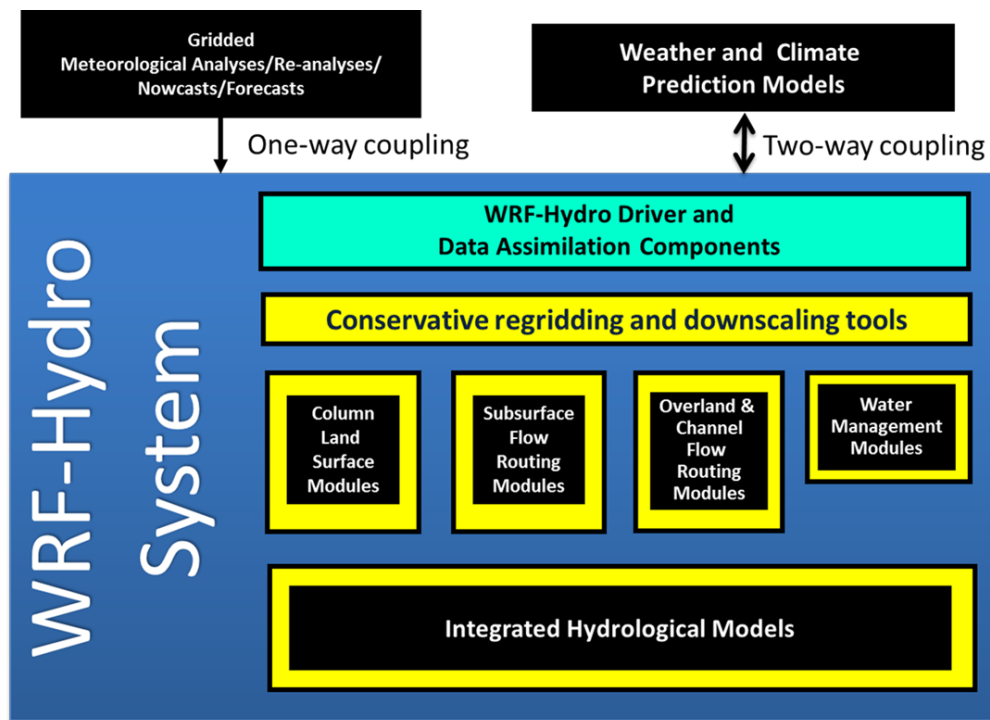 Gridded
Meteorological Analyses/Re-analyses/
Nowcasts/Forecasts
Weather and Climate
Prediction Models
One-way coupling
Two-way coupling
WRF-Hydro
System
WRF-Hydro Driver and
Data Assimilation Components
Conservative regridding and downscaling tools
Column
Land
Surface
Modules
Subsurface
Flow
Routing
Modules
Overland &
Channel
Flow
Routing
Modules
Water
Management
Modules
Integrated Hydrological Models